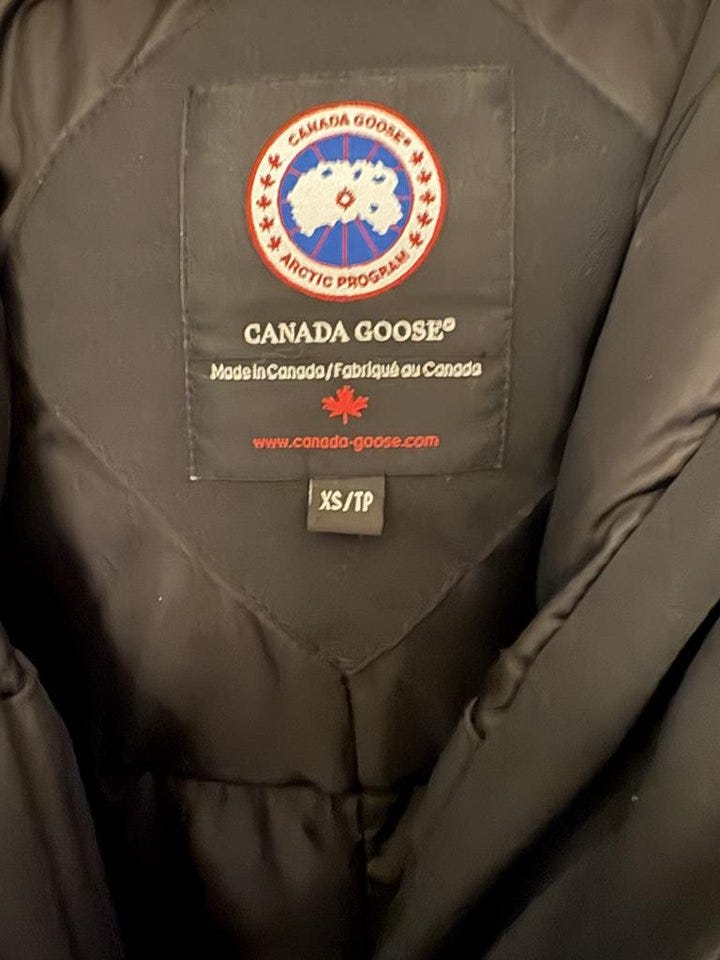 CANADA GOOSE®
ARCTIC PROGRAM
CANADA GOOSE®
Made in Canada/Fabriqué au Canada
www.canada-goose.com
XS/TP